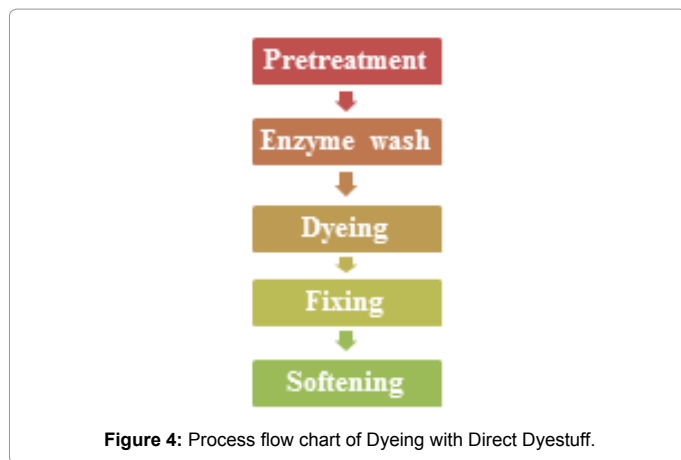 Pretreatment
Enzyme wash
Dyeing
Fixing
Softening
Figure 4: Process flow chart of Dyeing with Direct Dyestuff.